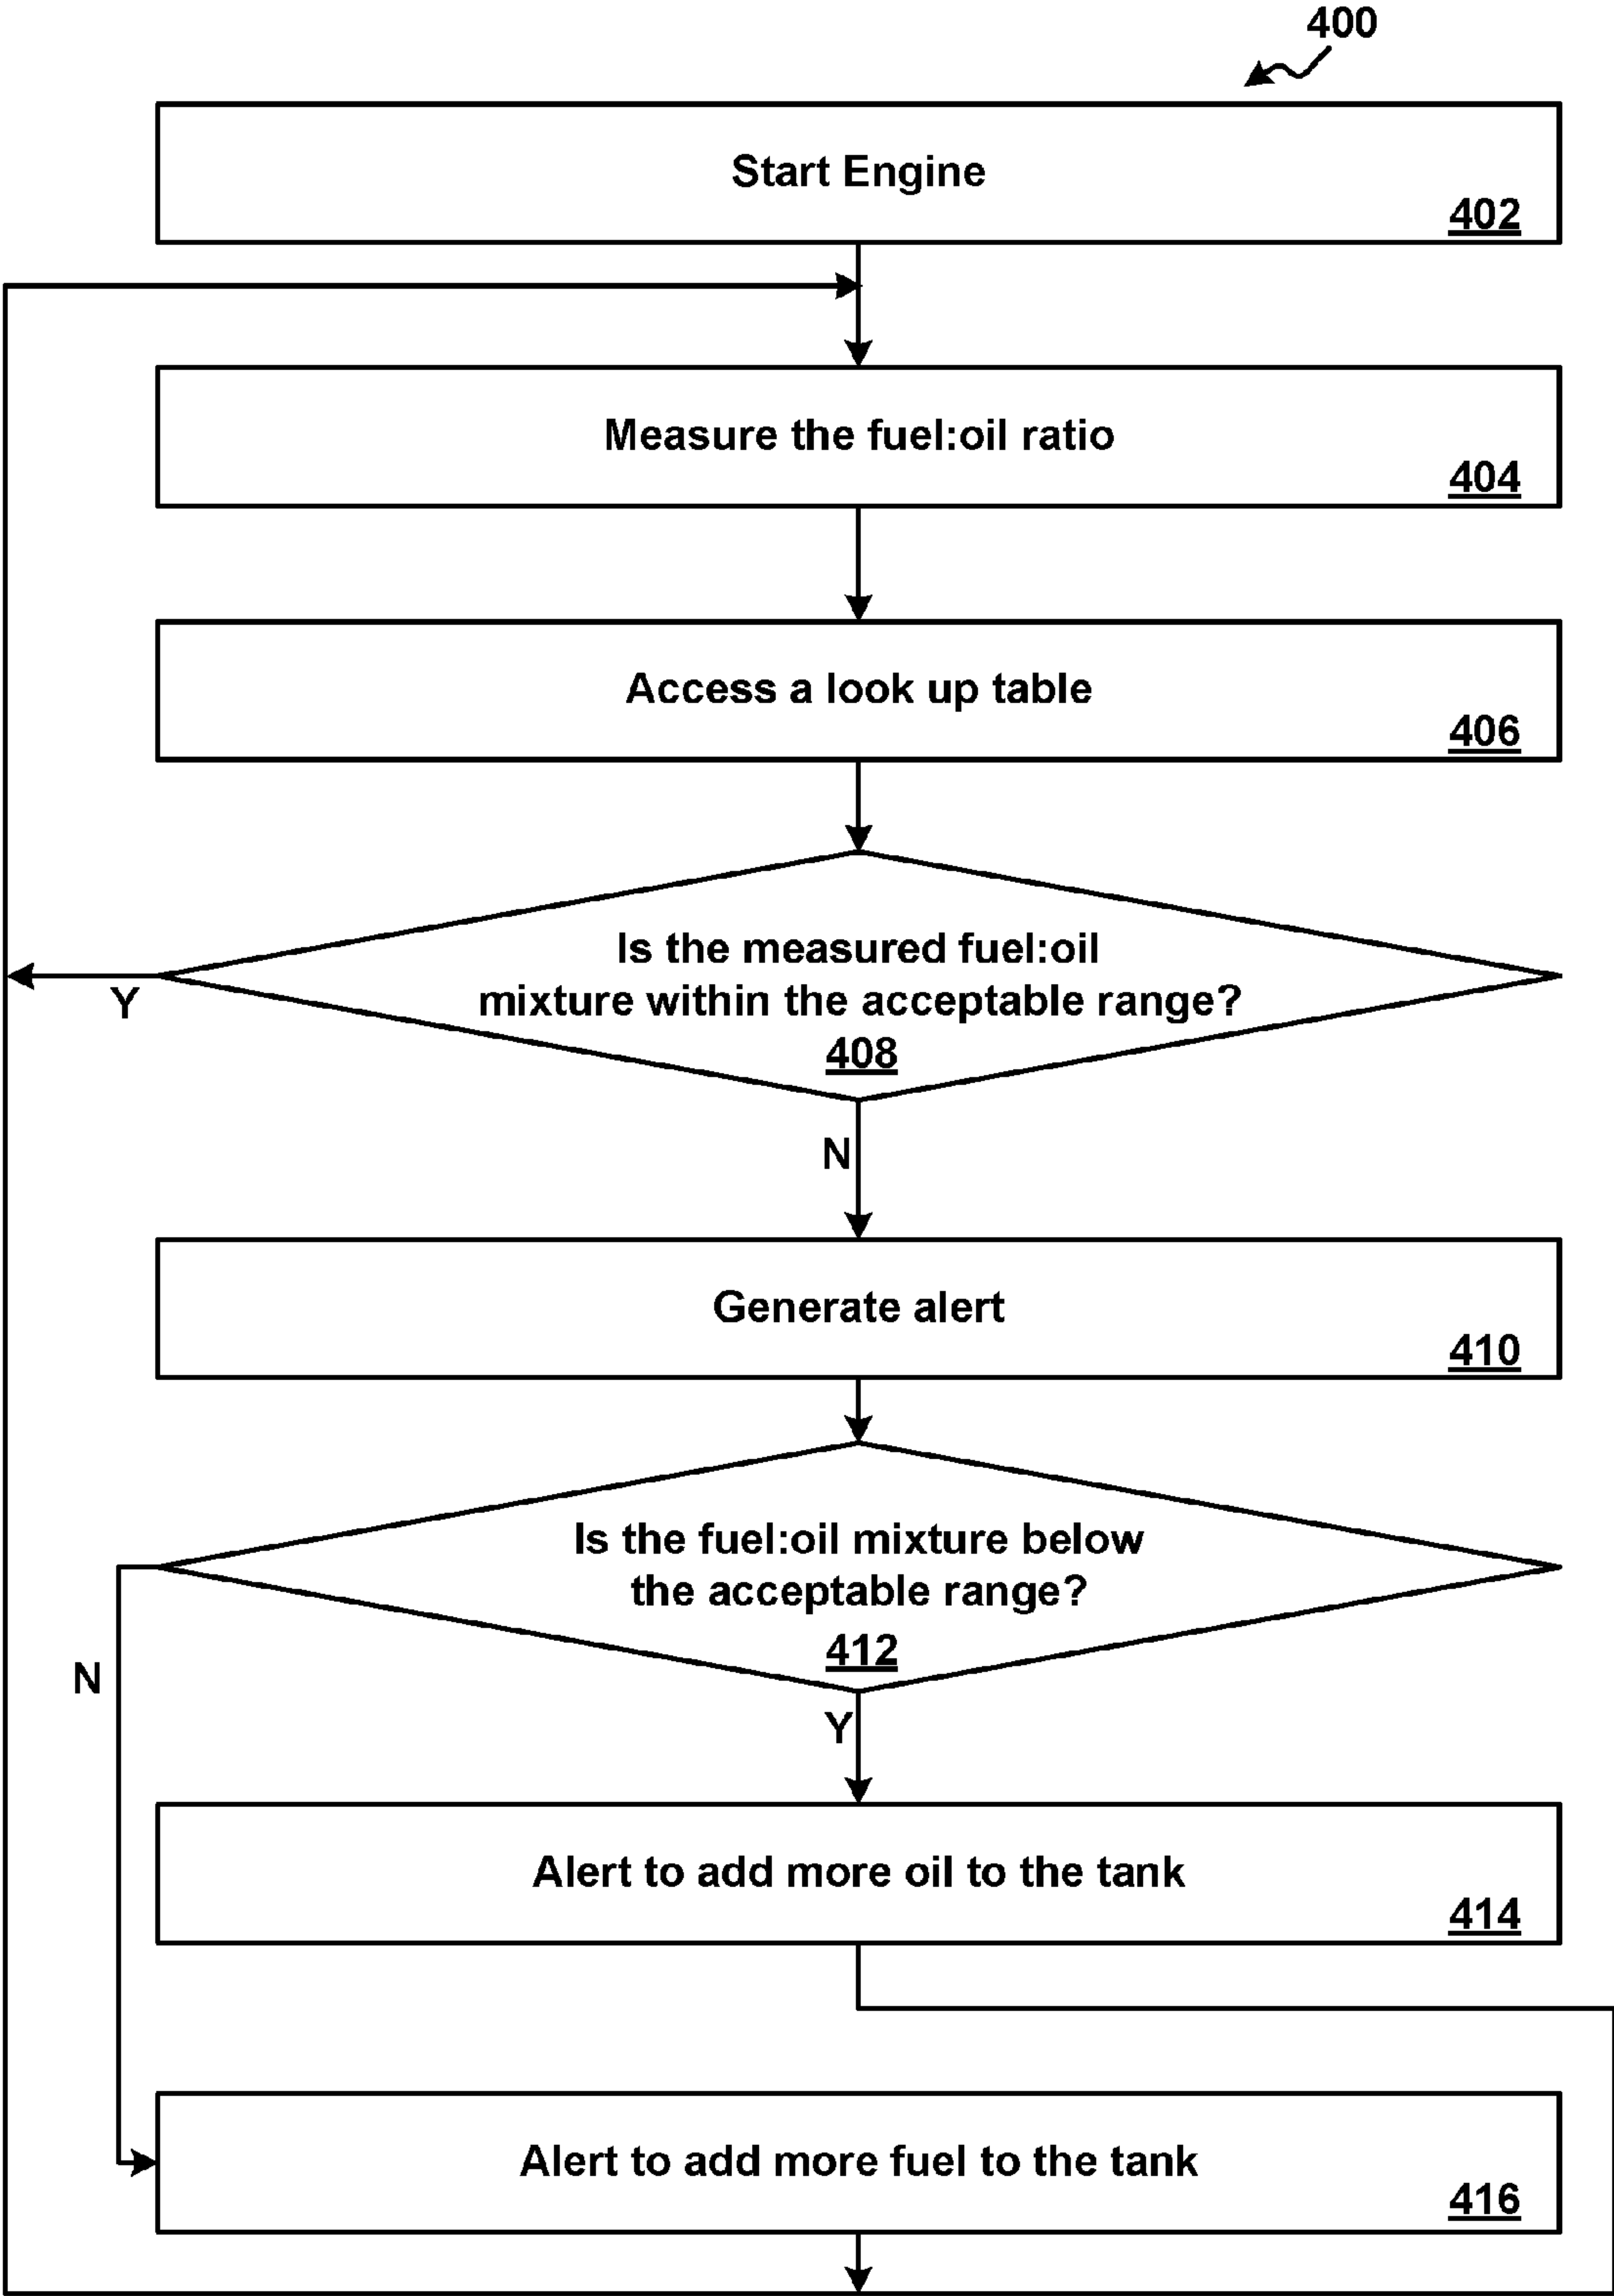 400
Start Engine
402
Measure the fuel:oil ratio
404
Access a look up table
406
Is the measured fuel:oil
mixture within the acceptable range?
408
Y
N
Generate alert
410
Is the fuel:oil mixture below
the acceptable range?
412
N
Y
Alert to add more oil to the tank
414
Alert to add more fuel to the tank
416